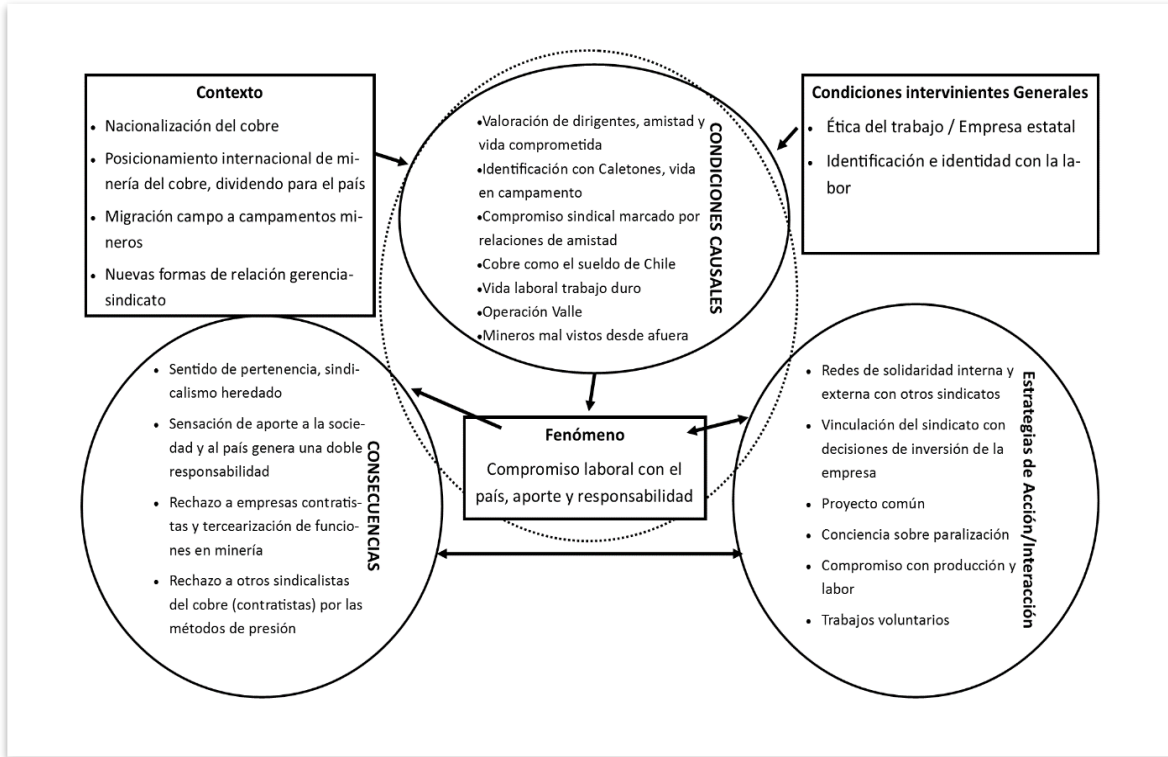 Contexto
• Nacionalización del cobre
• Posicionamiento internacional de mi-
nería del cobre, dividendo para el país
• Migración campo a campamentos mi-
neros
• Nuevas formas de relación gerencia-
sindicato
•Valoración de dirigentes, amistad y
vida comprometida
•Identificación con Caletones, vida
en campamento
•Compromiso sindical marcado por
relaciones de amistad
•Cobre como el sueldo de Chile
•Vida laboral trabajo duro
•Operación Valle
•Mineros mal vistos desde afuera
CONDICIONES CAUSALES
Condiciones intervinientes Generales
• Ética del trabajo / Empresa estatal
• Identificación e identidad con la la-
bor
• Sentido de pertenencia, sindi-
calismo heredado
• Sensación de aporte a la socie-
dad y al país genera una doble
responsabilidad
• Rechazo a empresas contratis-
tas y tercearización de funcio-
nes en minería
• Rechazo a otros sindicalistas
del cobre (contratistas) por las
métodos de presión
CONSECUENCIAS
Fenómeno
Compromiso laboral con el
país, aporte y responsabilidad
• Redes de solidaridad interna y
externa con otros sindicatos
• Vinculación del sindicato con
decisiones de inversión de la
empresa
• Proyecto común
• Conciencia sobre paralización
• Compromiso con producción y
labor
• Trabajos voluntarios
Estrategias de Acción/Interacción